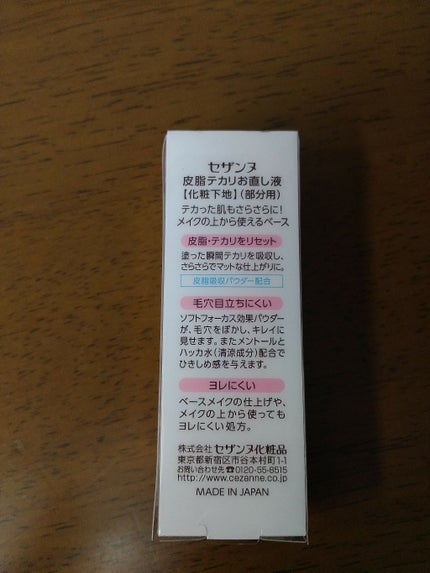 セザンヌ
皮脂テカリお直し液
【化粧下地】(部分用)
テカった肌もさらさらに!
メイクの上から使えるベース
皮脂・テカリをリセット
塗った瞬間テカリを吸収し、
さらさらでマットな仕上がりに。
皮脂吸収パウダー配合
毛穴目立ちにくい
ソフトフォーカス効果パウダー
が、毛穴をぼかし、キレイに
見せます。またメントールと
ハッカ水(清涼成分)配合で
ひきしめ感を与えます。
ヨレにくい
ベースメイクの仕上げや、
メイクの上から使っても
ヨレにくい処方。
株式会社 セザンヌ化粧品
東京都新宿区市谷本村町1-1
お問い合わせ先☎0120-55-8515
http://www.cezanne.co.jp
MADE IN JAPAN